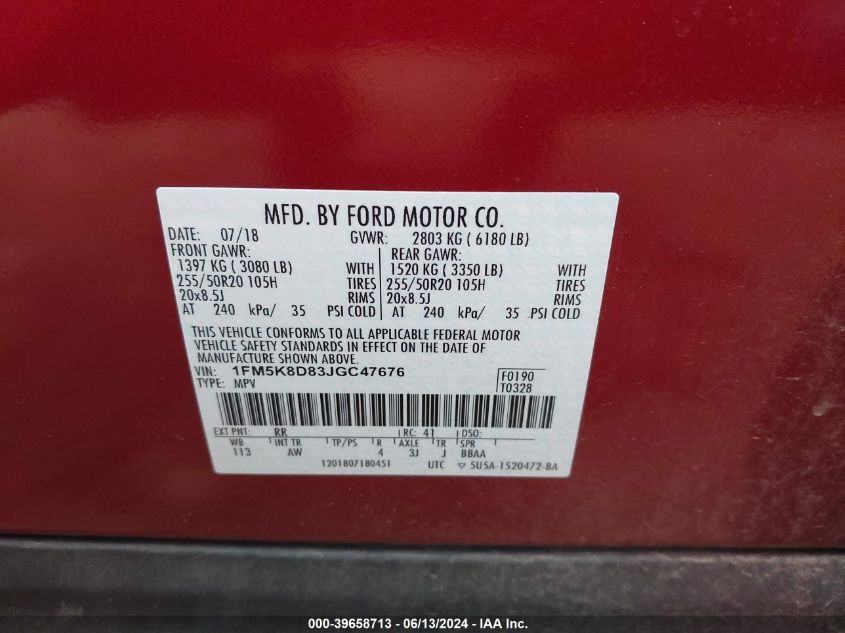 MFD. BY FORD MOTOR CO.
DATE: 07/18 GVWR: 2803 KG ( 6180 LB)
FRONT GAWR: REAR GAWR:
1397 KG ( 3080 LB) WITH 1520 KG ( 3350 LB) WITH
255/50R20 105H TIRES 255/50R20 105H TIRES
20x8.5J RIMS 20x8.5J RIMS
AT 240 kPa/ 35 PSI COLD AT 240 kPa/ 35 PSI COLD
THIS VEHICLE CONFORMS TO ALL APPLICABLE FEDERAL MOTOR
VEHICLE SAFETY STANDARDS IN EFFECT ON THE DATE OF
MANUFACTURE SHOWN ABOVE.
VIN: 1FM5K8D83JGC47676 F0190
TYPE: MPV T0328
EXT PNT: RR RC: 41 DSO:
WB INT TR TP/PS R AXLE TR SPR
113 AW 4 3J J BBAA
1201807180451 UTC ▽ 5U5A-1520472-BA
000-39658713 - 06/13/2024 - IAA Inc.